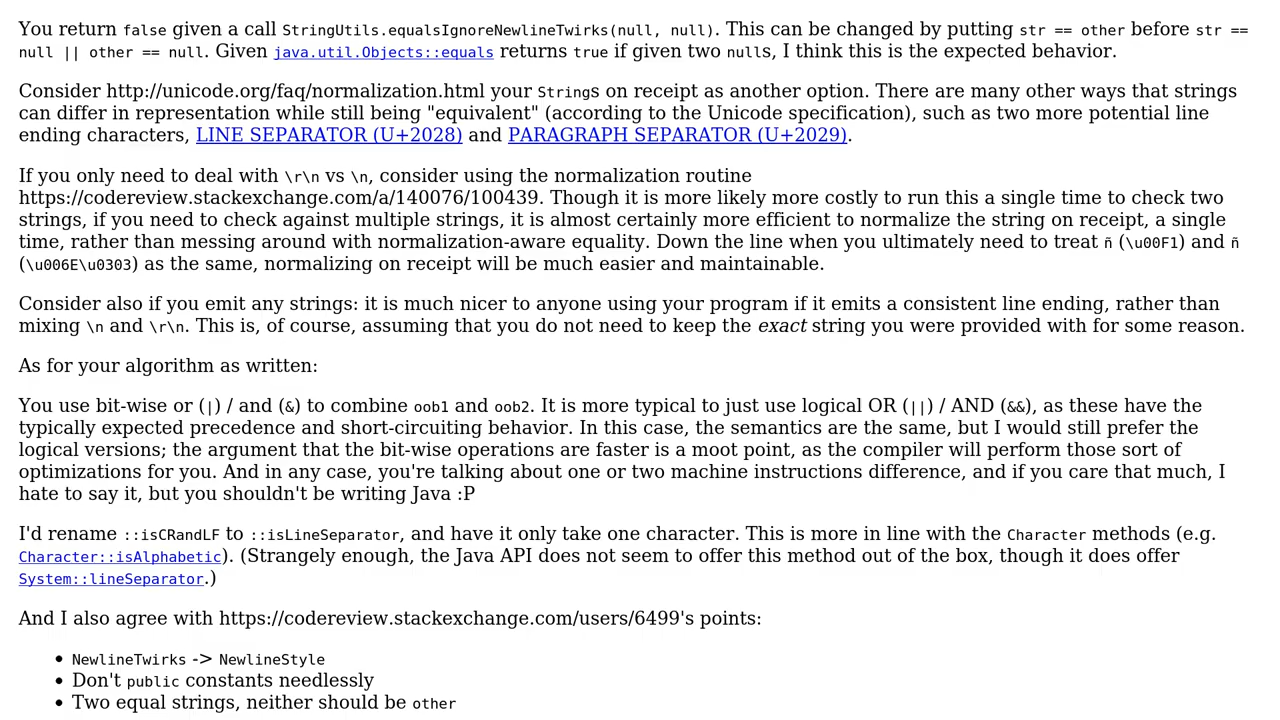 You return false given a call StringUtils.equalsIgnoreNewlineTwirks(null, null). This can be changed by putting str == other before str ==
null || other == null. Given java.util.Objects::equals returns true if given two nulls, I think this is the expected behavior.
Consider http://unicode.org/faq/normalization.html your Strings on receipt as another option. There are many other ways that strings
can differ in representation while still being "equivalent" (according to the Unicode specification), such as two more potential line
ending characters, LINE SEPARATOR (U+2028) and PARAGRAPH SEPARATOR (U+2029).
If you only need to deal with \r\n vs \n, consider using the normalization routine
https://codereview.stackexchange.com/a/140076/100439. Though it is more likely more costly to run this a single time to check two
strings, if you need to check against multiple strings, it is almost certainly more efficient to normalize the string on receipt, a single
time, rather than messing around with normalization-aware equality. Down the line when you ultimately need to treat ñ (\u00F1) and ñ
(\u006E\u0303) as the same, normalizing on receipt will be much easier and maintainable.
Consider also if you emit any strings: it is much nicer to anyone using your program if it emits a consistent line ending, rather than
mixing \n and \r\n. This is, of course, assuming that you do not need to keep the exact string you were provided with for some reason.
As for your algorithm as written:
You use bit-wise or (|) / and (&) to combine oob1 and oob2. It is more typical to just use logical OR (||) / AND (&&), as these have the
typically expected precedence and short-circuiting behavior. In this case, the semantics are the same, but I would still prefer the
logical versions; the argument that the bit-wise operations are faster is a moot point, as the compiler will perform those sort of
optimizations for you. And in any case, you're talking about one or two machine instructions difference, and if you care that much, I
hate to say it, but you shouldn't be writing Java :P
I'd rename ::isCRandLF to ::isLineSeparator, and have it only take one character. This is more in line with the Character methods (e.g.
Character::isAlphabetic). (Strangely enough, the Java API does not seem to offer this method out of the box, though it does offer
System::lineSeparator.)
And I also agree with https://codereview.stackexchange.com/users/6499's points:
• NewlineTwirks -> NewlineStyle
• Don't public constants needlessly
• Two equal strings, neither should be other